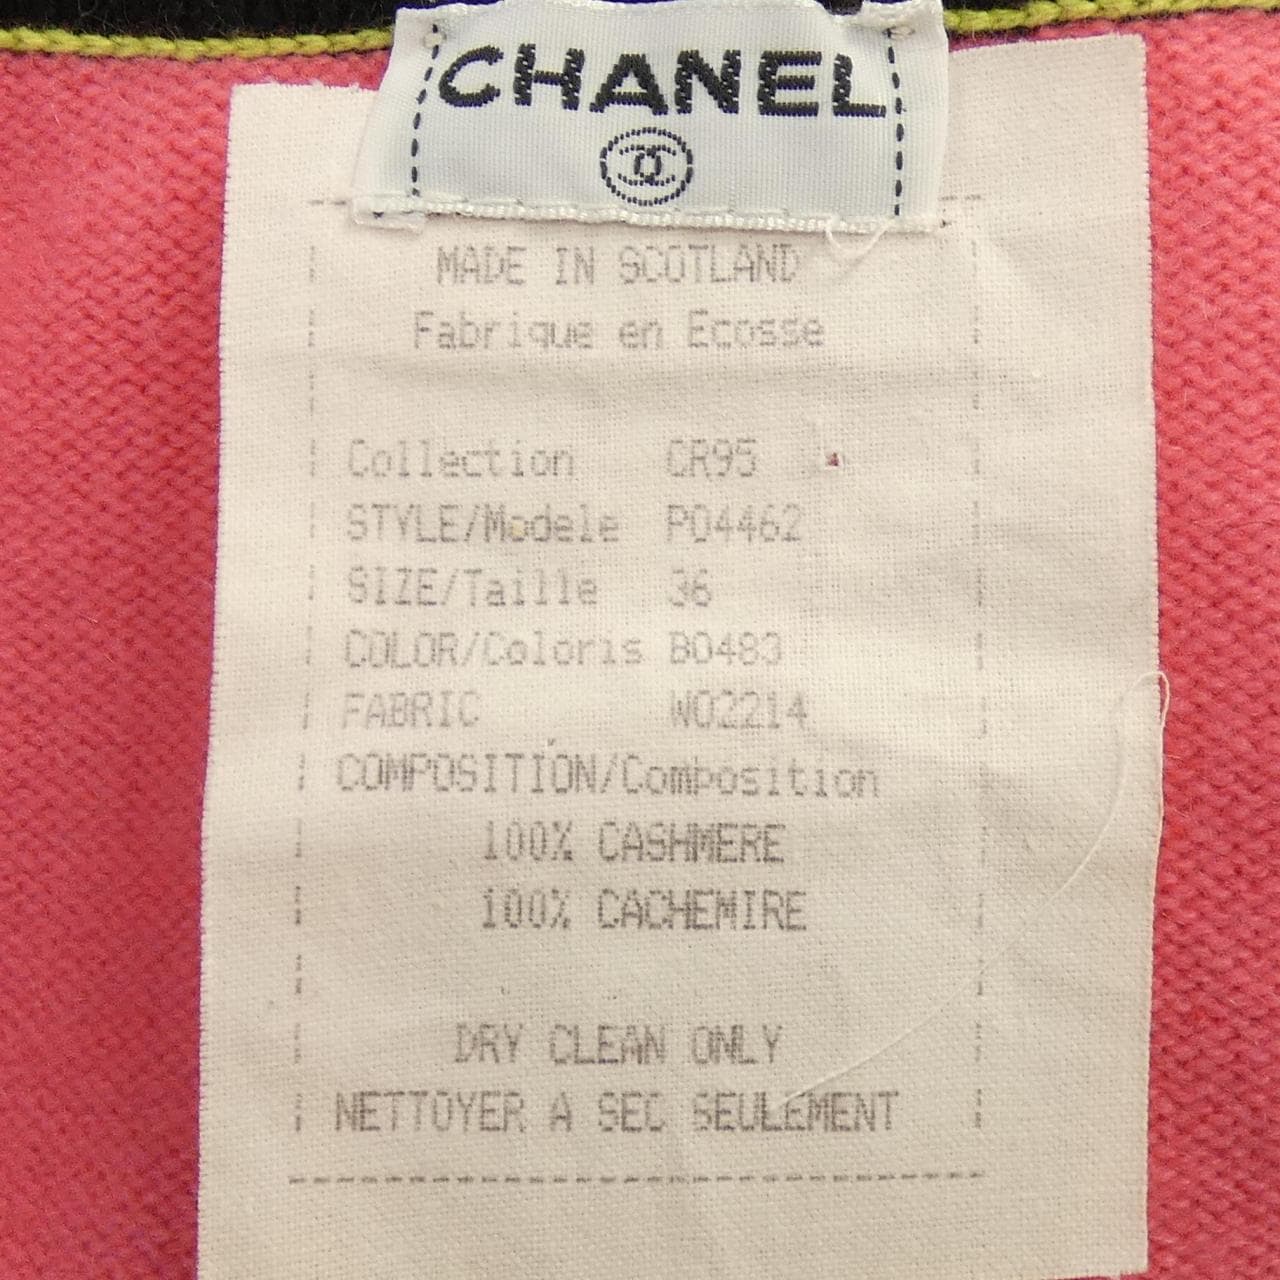 CHANEL
MADE IN SCOTLAND
Fabrique en Ecosse
Collection CR95
STYLE/Modele P04462
SIZE/Taille 36
COLOR/Coloris B0483
FABRIC W02214
COMPOSITION/Composition
100% CASHMERE
100% CACHEMIRE
DRY CLEAN ONLY
NETTOYER A SEC SEULEMENT